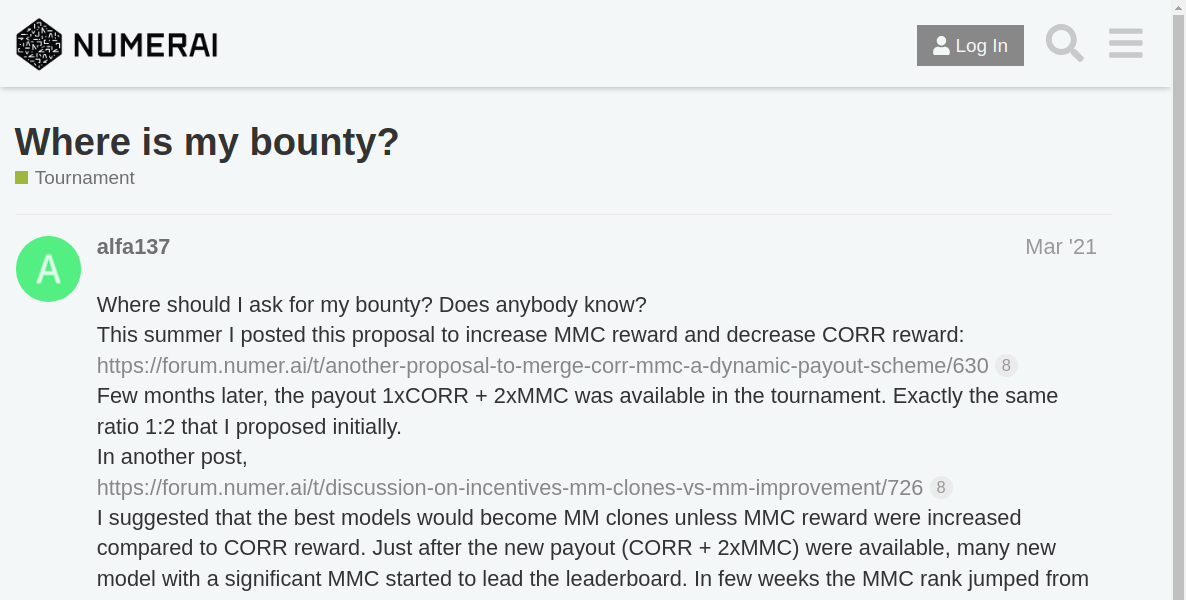 NUMERAI
Log In
Where is my bounty?
Tournament
A
alfa137
Mar '21
Where should I ask for my bounty? Does anybody know?
This summer I posted this proposal to increase MMC reward and decrease CORR reward:
https://forum.numer.ai/t/another-proposal-to-merge-corr-mmc-a-dynamic-payout-scheme/630 8
Few months later, the payout 1xCORR + 2xMMC was available in the tournament. Exactly the same
ratio 1:2 that I proposed initially.
In another post,
https://forum.numer.ai/t/discussion-on-incentives-mm-clones-vs-mm-improvement/726 8
I suggested that the best models would become MM clones unless MMC reward were increased
compared to CORR reward. Just after the new payout (CORR + 2xMMC) were available, many new
model with a significant MMC started to lead the leaderboard. In few weeks the MMC rank jumped from